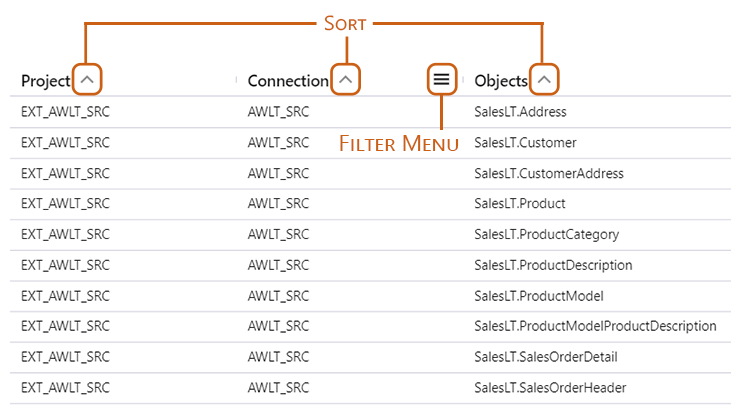 Sort
Project Connection Objects
EXT_AWLT_SRC AWLT_SRC SalesLT.Address
EXT_AWLT_SRC AWLT_SRC SalesLT.Customer
Filter Menu
EXT_AWLT_SRC AWLT_SRC SalesLT.CustomerAddress
EXT_AWLT_SRC AWLT_SRC SalesLT.Product
EXT_AWLT_SRC AWLT_SRC SalesLT.ProductCategory
EXT_AWLT_SRC AWLT_SRC SalesLT.ProductDescription
EXT_AWLT_SRC AWLT_SRC SalesLT.ProductModel
EXT_AWLT_SRC AWLT_SRC SalesLT.ProductModelProductDescription
EXT_AWLT_SRC AWLT_SRC SalesLT.SalesOrderDetail
EXT_AWLT_SRC AWLT_SRC SalesLT.SalesOrderHeader